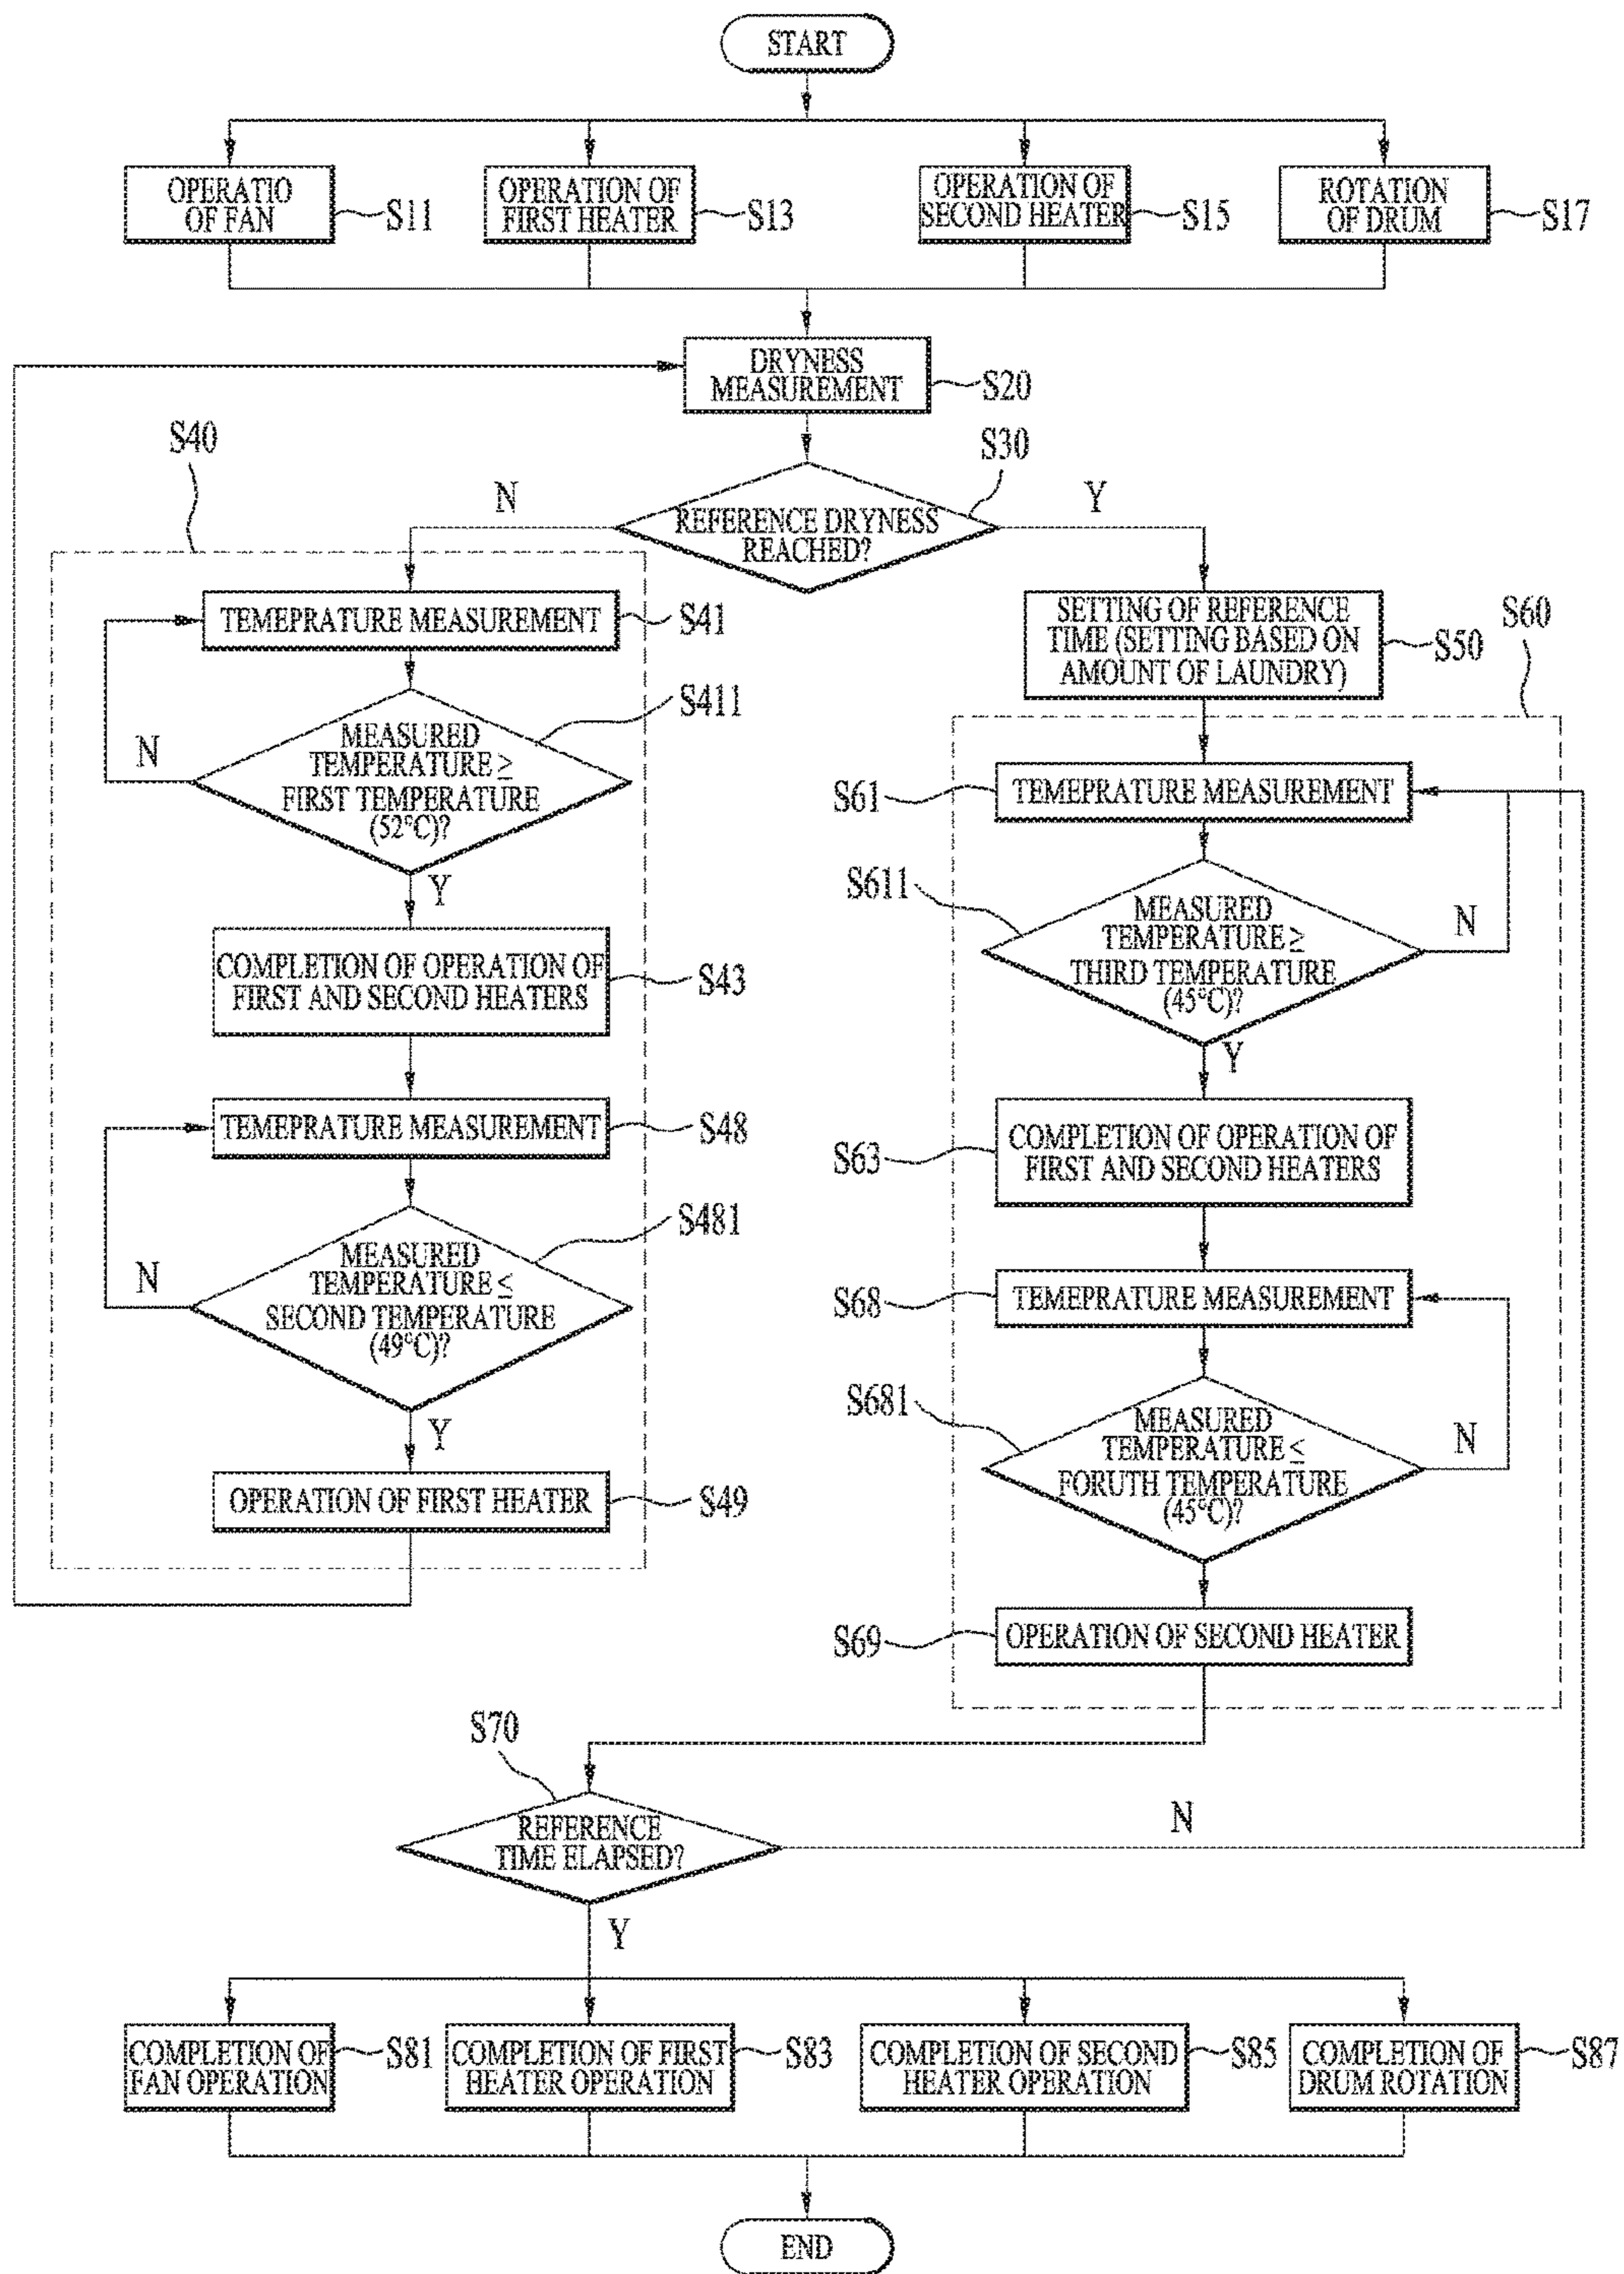 START
OPERATIO
OF FAN
S11
OPERATION OF
FIRST HEATER
S13
OPERATION OF
SECOND HEATER
S15
ROTATION
OF DRUM
S17
DRYNESS
MEASUREMENT
S20
S40
S30
N
Y
REFERENCE DRYNESS
REACHED?
TEMEPRATURE MEASUREMENT
S41
S411
MEASURED
TEMPERATURE ≥
FIRST TEMPERATURE
(52°C)?
N
Y
COMPLETION OF OPERATION OF
FIRST AND SECOND HEATERS
S43
TEMEPRATURE MEASUREMENT
S48
S481
MEASURED
TEMPERATURE ≤
SECOND TEMPERATURE
(49°C)?
N
Y
OPERATION OF FIRST HEATER
S49
SETTING OF REFERENCE
TIME (SETTING BASED ON
AMOUNT OF LAUNDRY)
S50
S60
S61
TEMEPRATURE MEASUREMENT
S611
MEASURED
TEMPERATURE ≥
THIRD TEMPERATURE
(45°C)?
N
Y
S63
COMPLETION OF OPERATION OF
FIRST AND SECOND HEATERS
S68
TEMEPRATURE MEASUREMENT
S681
MEASURED
TEMPERATURE ≤
FORUTH TEMPERATURE
(45°C)?
N
S69
OPERATION OF SECOND HEATER
S70
REFERENCE
TIME ELAPSED?
N
Y
COMPLETION OF
FAN OPERATION
S81
COMPLETION OF FIRST
HEATER OPERATION
S83
COMPLETION OF SECOND
HEATER OPERATION
S85
COMPLETION OF
DRUM ROTATION
S87
END